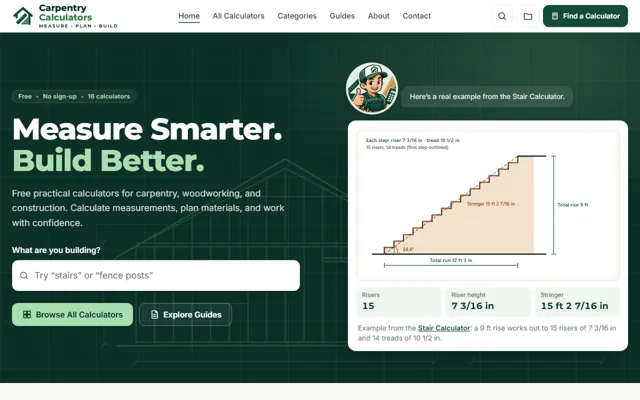 Carpentry
Calculators
MEASURE • PLAN • BUILD
Home
All Calculators
Categories
Guides
About
Contact
Find a Calculator
Free • No sign-up • 16 calculators
Measure Smarter.
Build Better.
Free practical calculators for carpentry, woodworking, and
construction. Calculate measurements, plan materials, and work
with confidence.
What are you building?
Try “stairs” or “fence posts”
Browse All Calculators
Explore Guides
Here's a real example from the Stair Calculator.
Each step: riser 7 3/16 in · tread 10 1/2 in
15 risers, 14 treads (first step outlined)
Stringer 15 ft 2 7/16 in
Total rise 9 ft
34.4°
Total run 12 ft 3 in
Risers
15
Riser height
7 3/16 in
Stringer
15 ft 2 7/16 in
Example from the Stair Calculator: a 9 ft rise works out to 15 risers of 7 3/16 in
and 14 treads of 10 1/2 in.